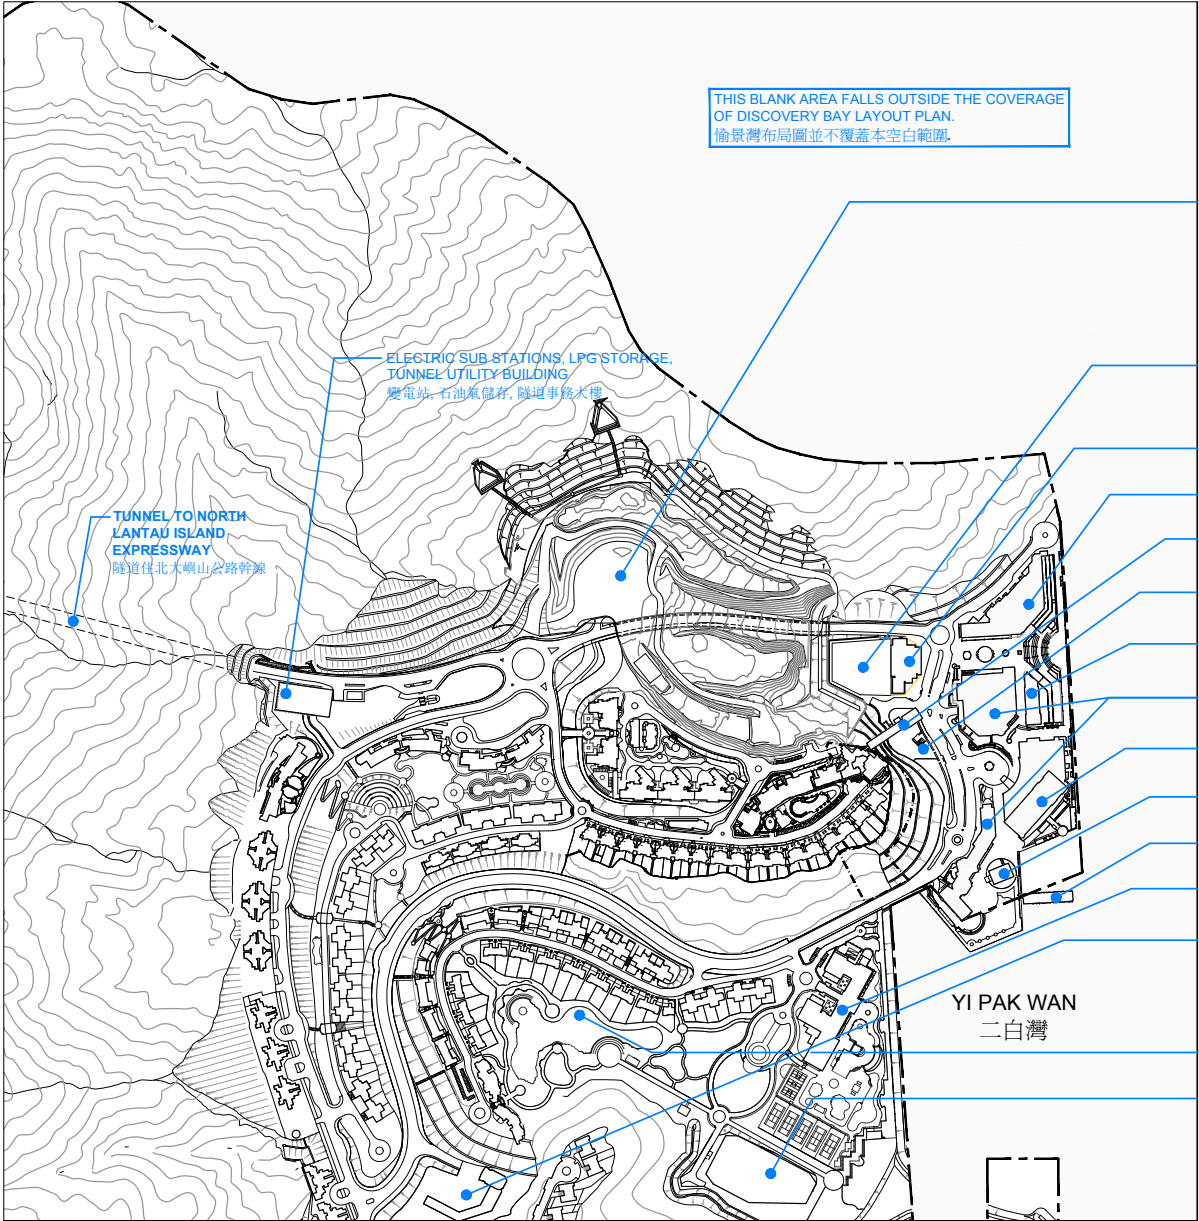 THIS BLANK AREA FALLS OUTSIDE THE COVERAGE
OF DISCOVERY BAY LAYOUT PLAN.
愉景灣布局圖並不覆蓋本空白範圍.
ELECTRIC SUB STATIONS, LPG STORAGE,
TUNNEL UTILITY BUILDING
變電站, 石油氣儲存, 隧道事務大樓
TUNNEL TO NORTH
LANTAU ISLAND
EXPRESSWAY
隧道往北大嶼山公路幹線
YI PAK WAN
二白灣